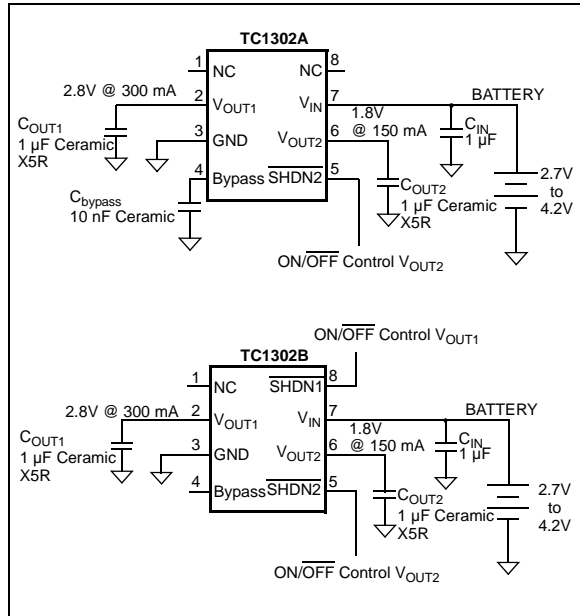 TC1302A
1 NC
NC 8
2.8V @ 300 mA
2 VOUT1
VIN 7
BATTERY
COUT1
1 µF Ceramic
X5R
3 GND
VOUT2 6
1.8V
@ 150 mA
CIN
1 µF
4 Bypass
SHDN2 5
Cbypass
10 nF Ceramic
COUT2
1 µF Ceramic
X5R
2.7V
to
4.2V
ON/OFF Control VOUT2
ON/OFF Control VOUT1
TC1302B
1 NC
SHDN1 8
2.8V @ 300 mA
2 VOUT1
VIN 7
BATTERY
COUT1
1 µF Ceramic
X5R
3 GND
VOUT2 6
1.8V
@ 150 mA
CIN
1 µF
4 Bypass
SHDN2 5
COUT2
1 µF Ceramic
X5R
2.7V
to
4.2V
ON/OFF Control VOUT2